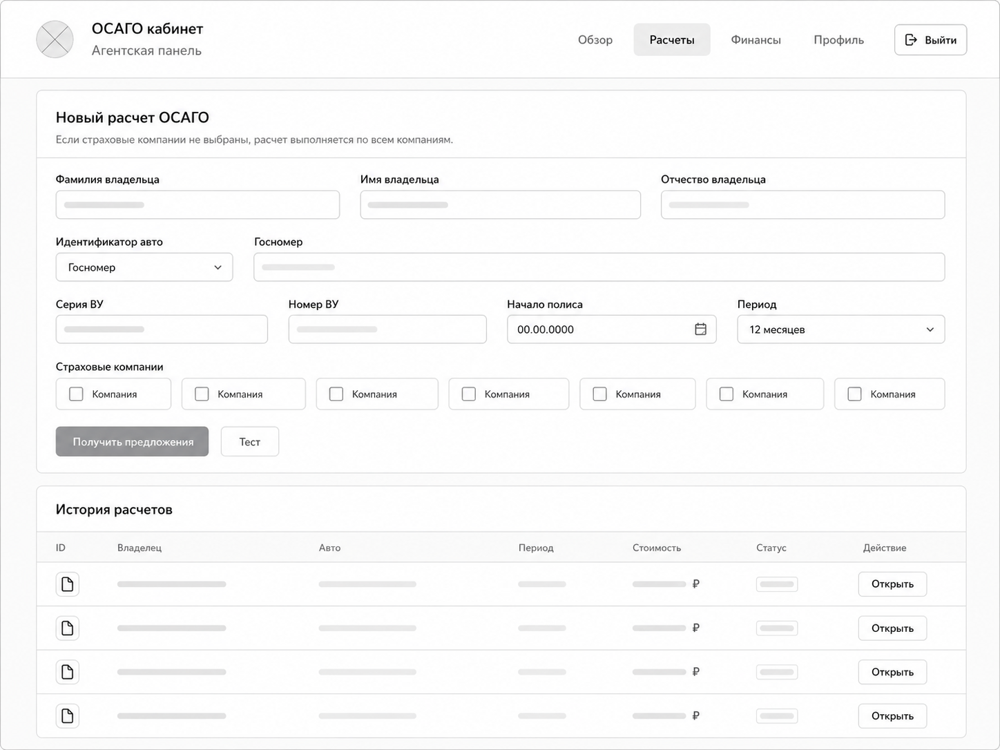 ОСАГО кабинет
Агентская панель
Обзор
Расчеты
Финансы
Профиль
Выйти
Новый расчет ОСАГО
Если страховые компании не выбраны, расчет выполняется по всем компаниям.
Фамилия владельца
Имя владельца
Отчество владельца
Идентификатор авто
Госномер
Госномер
Серия ВУ
Номер ВУ
Начало полиса
Период
00.00.0000
12 месяцев
Страховые компании
Компания
Компания
Компания
Компания
Компания
Компания
Компания
Получить предложения
Тест
История расчетов
ID
Владелец
Авто
Период
Стоимость
Статус
Действие
₽
Открыть
₽
Открыть
₽
Открыть
₽
Открыть